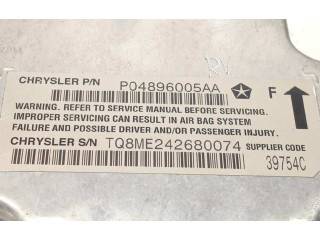 CHRYSLER P/N P04896005AA F
WARNING. REFER TO SERVICE MANUAL BEFORE SERVICING.
IMPROPER SERVICING CAN RESULT IN AIR BAG SYSTEM
FAILURE AND POSSIBLE DRIVER AND/OR PASSENGER INJURY.
CHRYSLER S/N TQ8ME242680074 SUPPLIER CODE
39754C